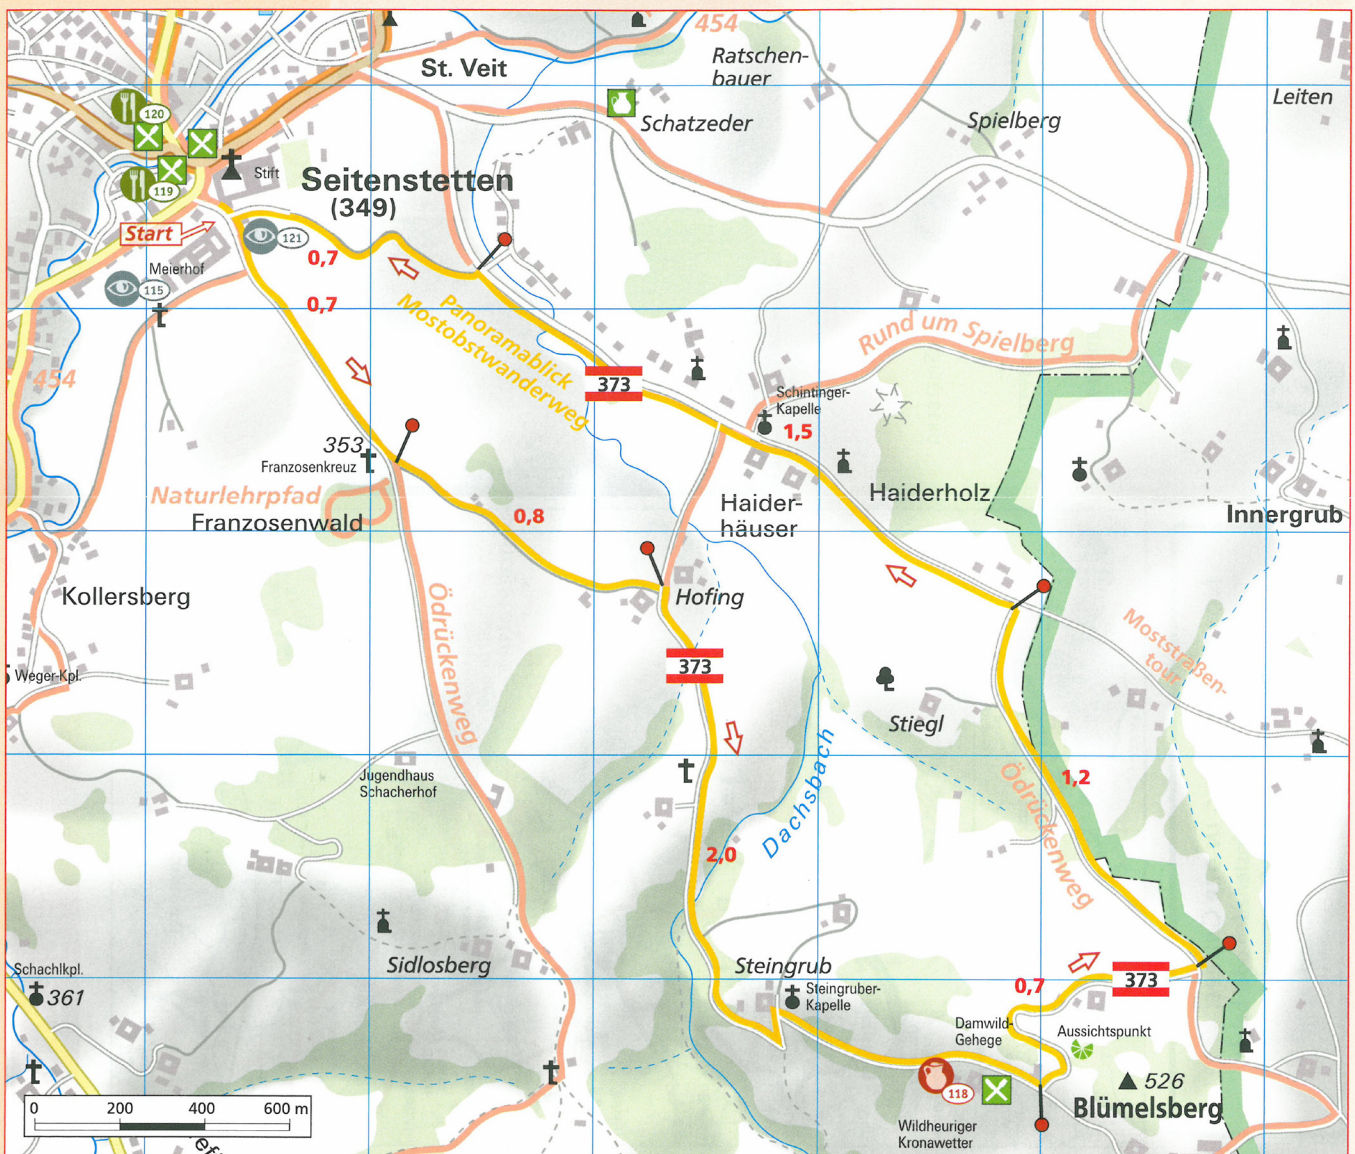 454
St. Veit
Ratschen-
bauer
Leiten
120
Schatzeder
Spielberg
Stift
119
Seitenstetten
(349)
Start
121
0,7
Meierhof
115
0,7
Panoramablick
Mostobstwanderweg
Rund um Spielberg
454
373
Schintinger-
Kapelle
1,5
353
Franzosenkreuz
Naturlehrpfad
Franzosenwald
0,8
Haider-
häuser
Haiderholz
Innergrub
Kollersberg
Hofing
Ödrückenweg
373
Moststraßen-
tour
Weger-Kpl.
Stiegl
Jugendhaus
Schacherhof
Dachsbach
1,2
Ödrückenweg
2,0
Sidlosberg
Steingrub
Schachlkpl.
361
Steingruber-
Kapelle
0,7
373
Damwild-
Gehege
Aussichtspunkt
118
526
Blümelsberg
Wildheuriger
Kronawetter
0 200 400 600 m